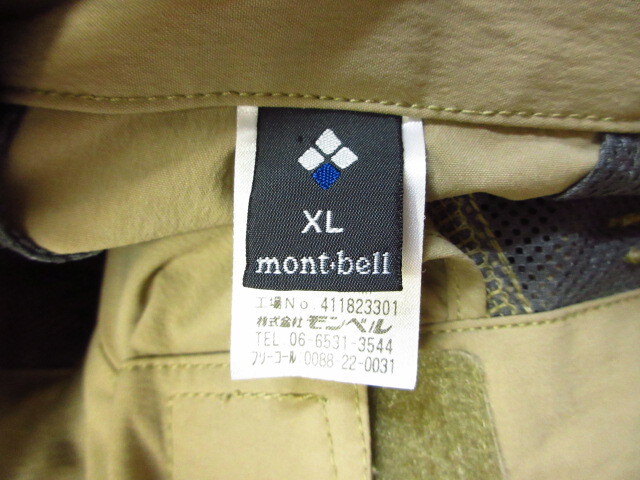 XL
mont·bell
工場No. 411823301
株式会社 モンベル
TEL 06-6531-3544
フリーコール 0088-22-0031